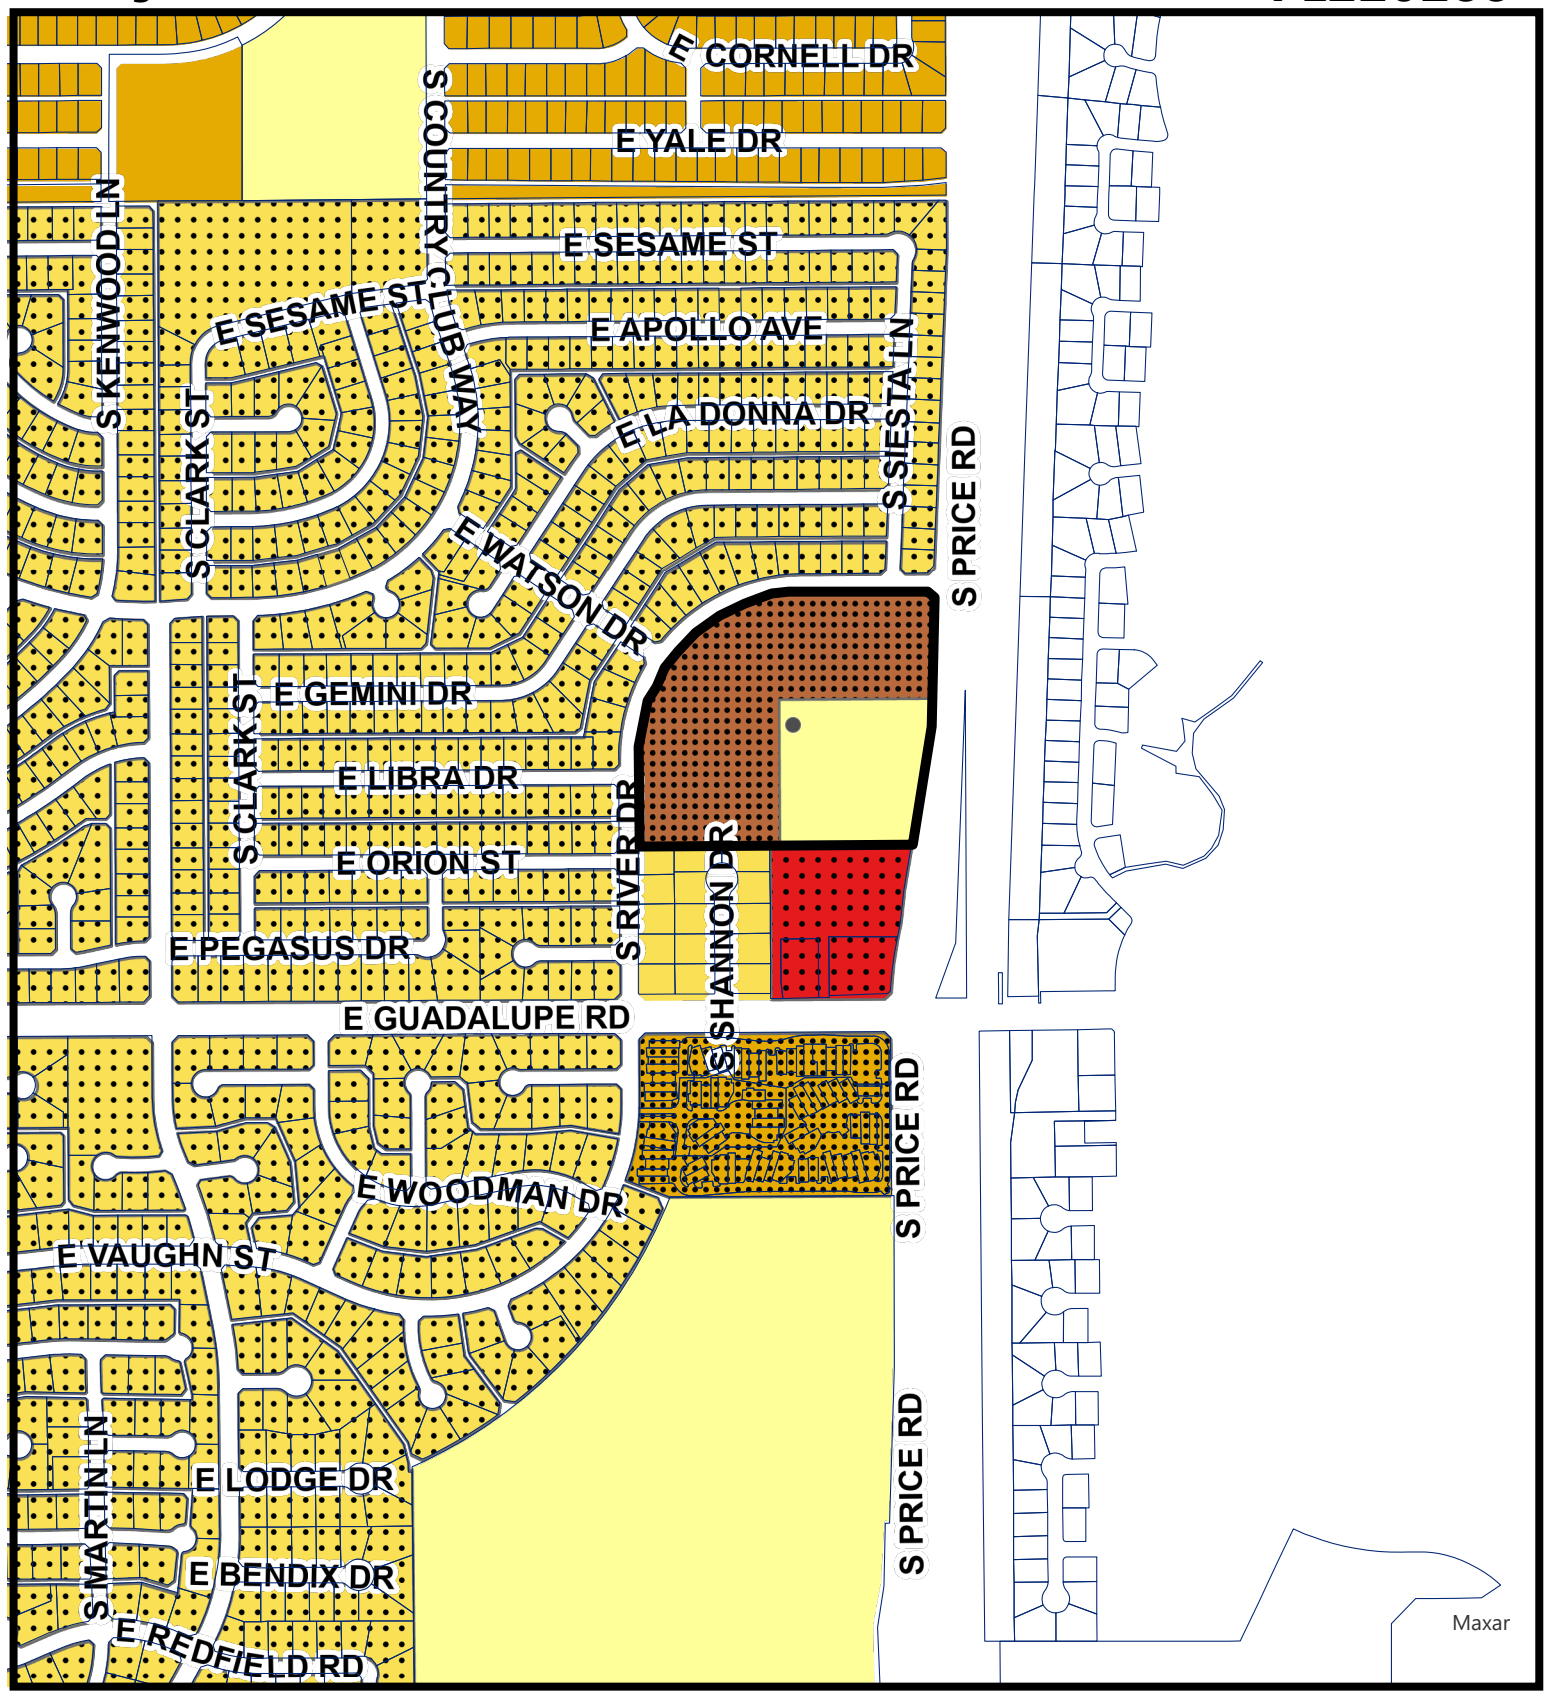 E CORNELL DR
S COUNTRY CLUB WAY
E YALE DR
S KENWOOD LN
E SESAME ST
E SESAME ST
E APOLLO AVE
S SIESTA LN
S CLARK ST
E LA DONNA DR
S PRICE RD
E WATSON DR
E GEMINI DR
S CLARK ST
E LIBRA DR
S RIVER DR
S SHANNON DR
E ORION ST
E PEGASUS DR
E GUADALUPE RD
S PRICE RD
E WOODMAN DR
E VAUGHN ST
S PRICE RD
S MARTIN LN
E LODGE DR
E BENDIX DR
E REDFIELD RD
Maxar